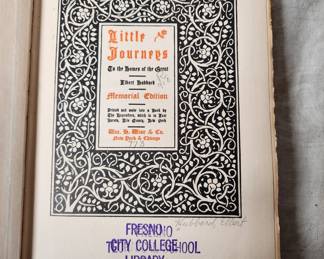 Little
Journeys
To the Homes of the Great
Elbert Hubbard
Memorial Edition
Printed and made into a Book by
The Roycrofters, which is in East
Aurora, Erie County, New York
Wm. H. Wise & Co.
New York & Chicago
Hubbard, Elbert
FRESNO
CITY COLLEGE
LIBRARY